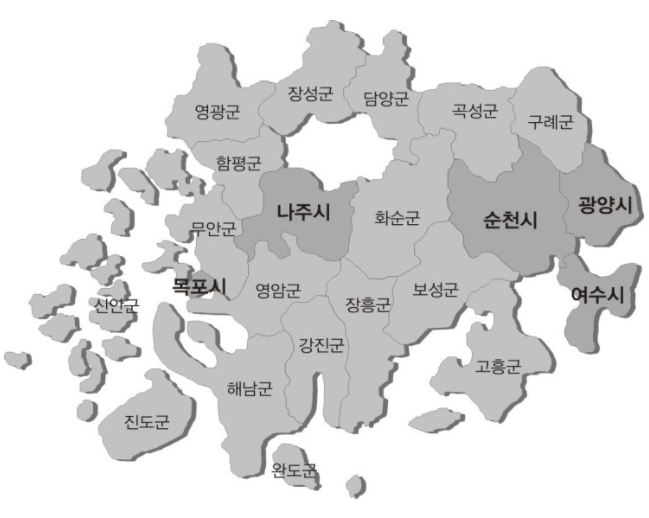 장성군
담양군
영광군
곡성군
구례군
함평군
나주시
화순군
순천시
광양시
무안군
목포시
영암군
보성군
여수시
신안군
장흥군
강진군
고흥군
해남군
진도군
완도군